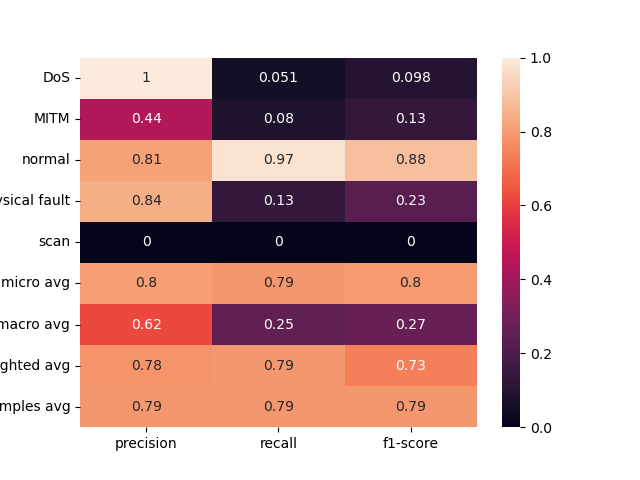 DoS 1 0.051 0.098
MITM 0.44 0.08 0.13
normal 0.81 0.97 0.88
ysical fault 0.84 0.13 0.23
scan 0 0 0
micro avg 0.8 0.79 0.8
macro avg 0.62 0.25 0.27
ghted avg 0.78 0.79 0.73
mples avg 0.79 0.79 0.79
precision recall f1-score
1.0
0.8
0.6
0.4
0.2
0.0